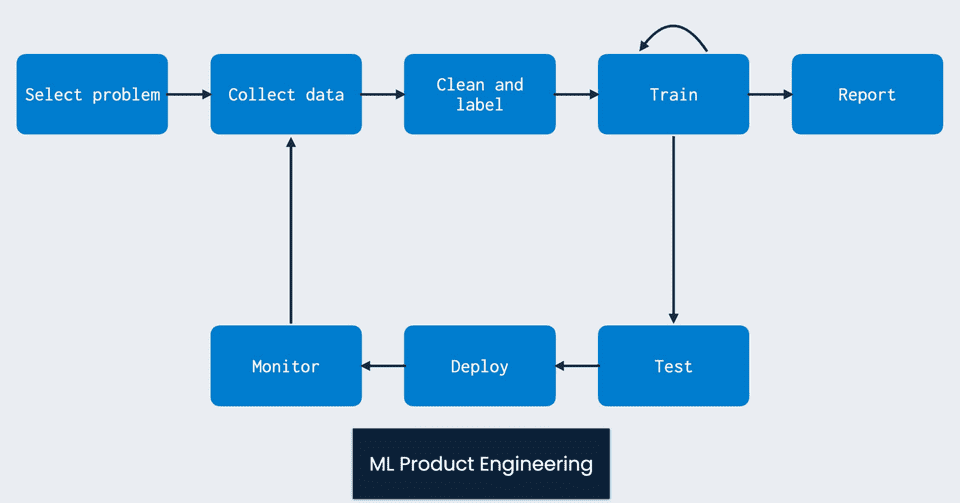 Select problem
Collect data
Clean and
label
Train
Report
Monitor
Deploy
Test
ML Product Engineering